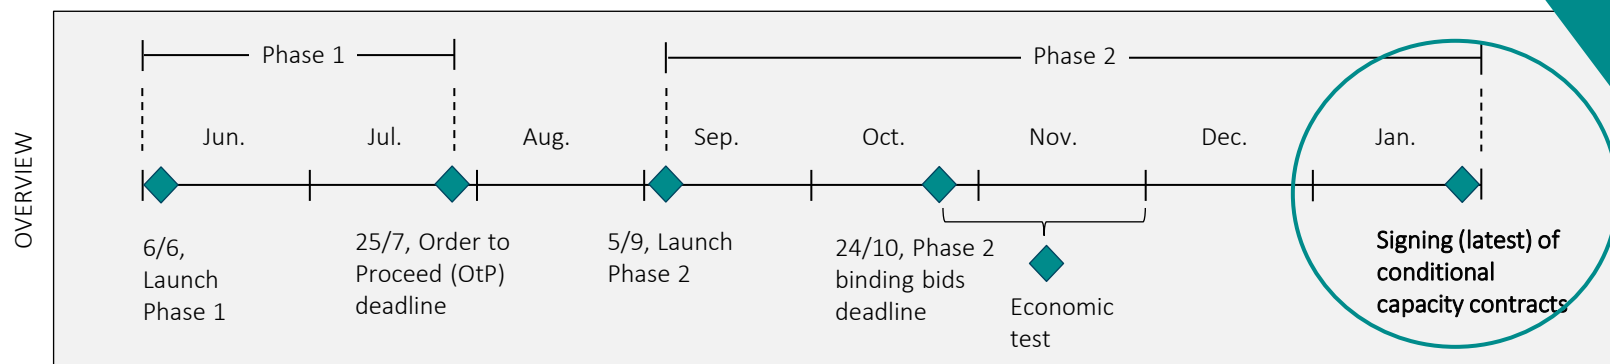 OVERVIEW
Phase 1
Phase 2
Jun.
Jul.
Aug.
Sep.
Oct.
Nov.
Dec.
Jan.
6/6,
Launch
Phase 1
25/7, Order to
Proceed (OtP)
deadline
5/9, Launch
Phase 2
24/10, Phase 2
binding bids
deadline
Economic
test
Signing (latest) of
conditional
capacity contracts